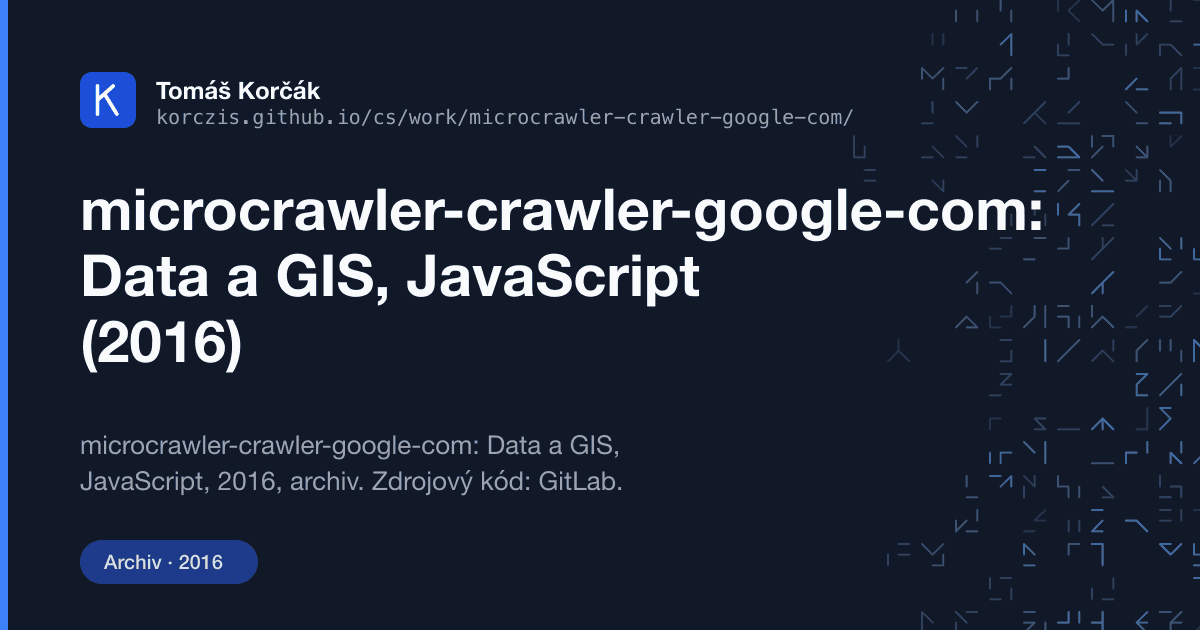 K
Tomáš Korčák
korczis.github.io/cs/work/microcrawler-crawler-google-com/
microcrawler-crawler-google-com:
Data a GIS, JavaScript
(2016)
microcrawler-crawler-google-com: Data a GIS,
JavaScript, 2016, archiv. Zdrojový kód: GitLab.
Archiv · 2016